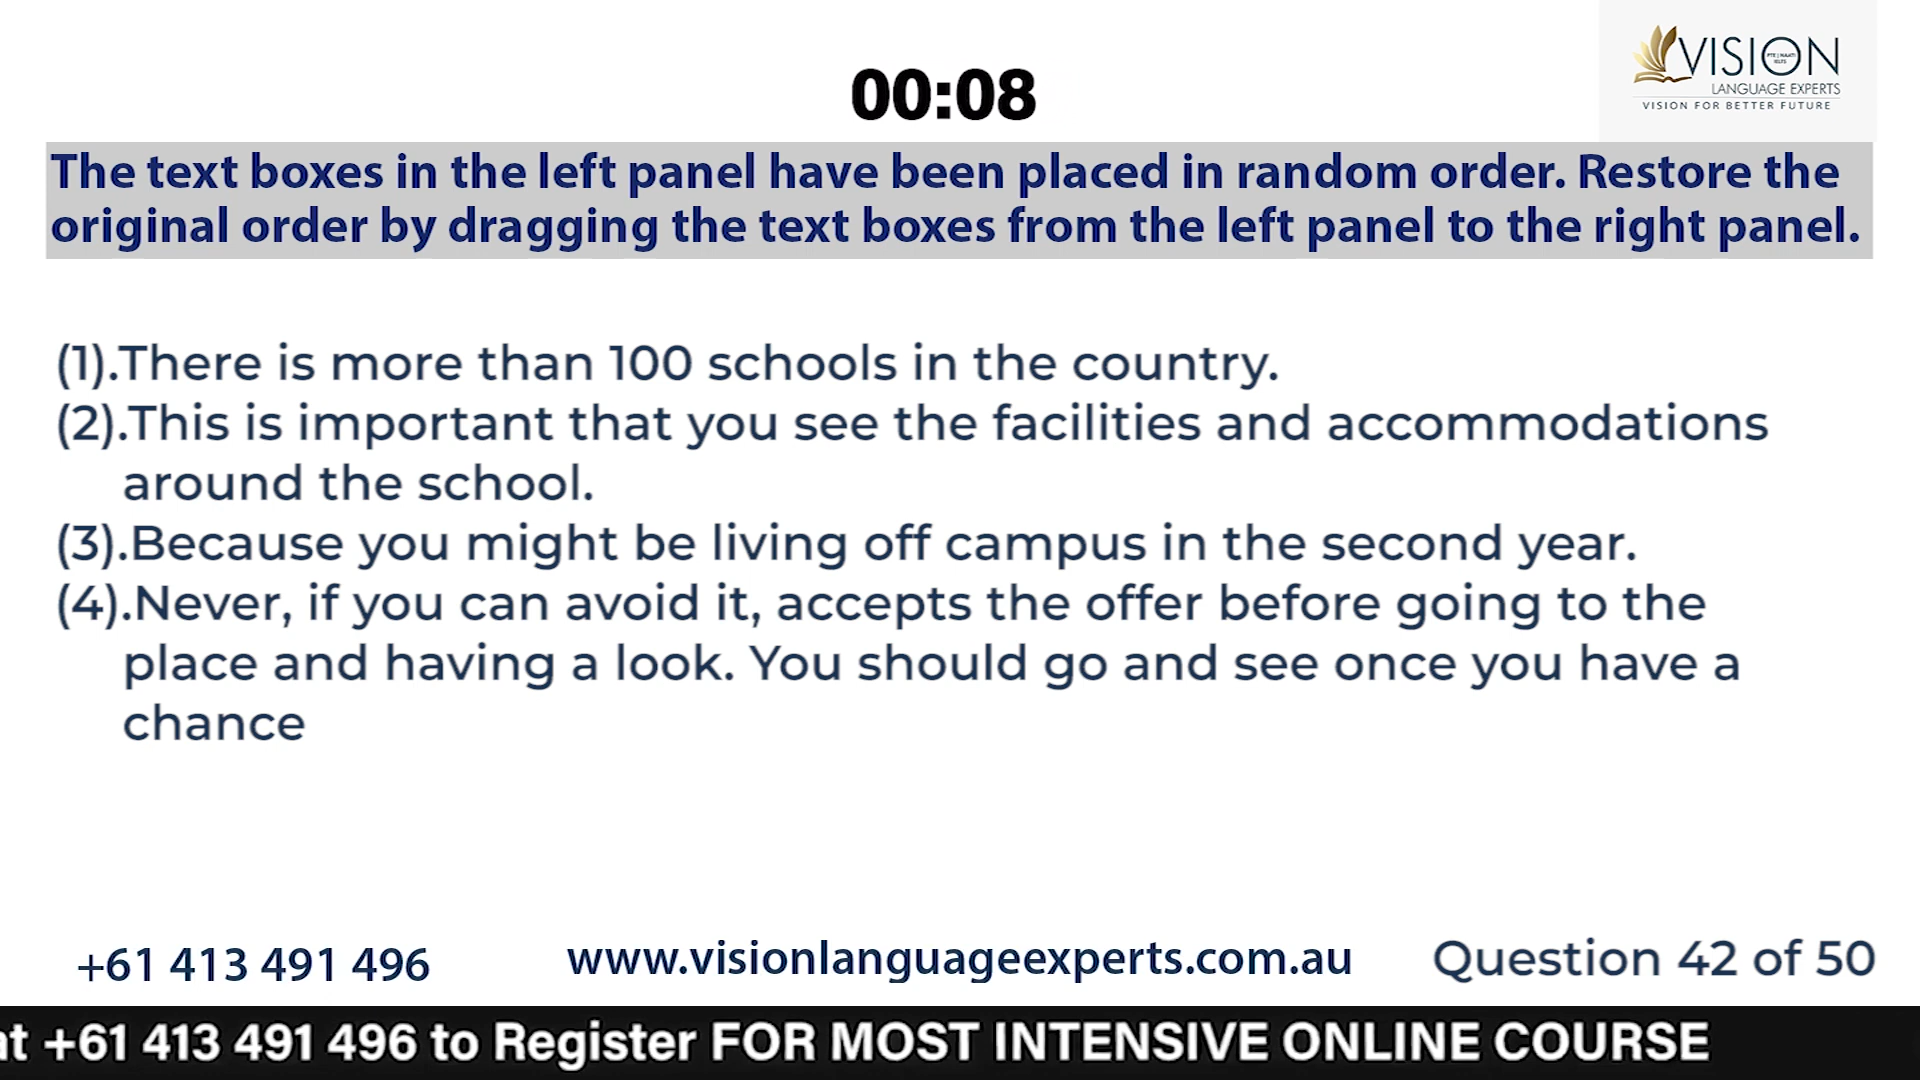 00:08
VISION
PTE | NAATI
IELTS
LANGUAGE EXPERTS
VISION FOR BETTER FUTURE
The text boxes in the left panel have been placed in random order. Restore the
original order by dragging the text boxes from the left panel to the right panel.
(1).There is more than 100 schools in the country.
(2).This is important that you see the facilities and accommodations
around the school.
(3).Because you might be living off campus in the second year.
(4).Never, if you can avoid it, accepts the offer before going to the
place and having a look. You should go and see once you have a
chance
+61 413 491 496
www.visionlanguageexperts.com.au
Question 42 of 50
at +61 413 491 496 to Register FOR MOST INTENSIVE ONLINE COURSE